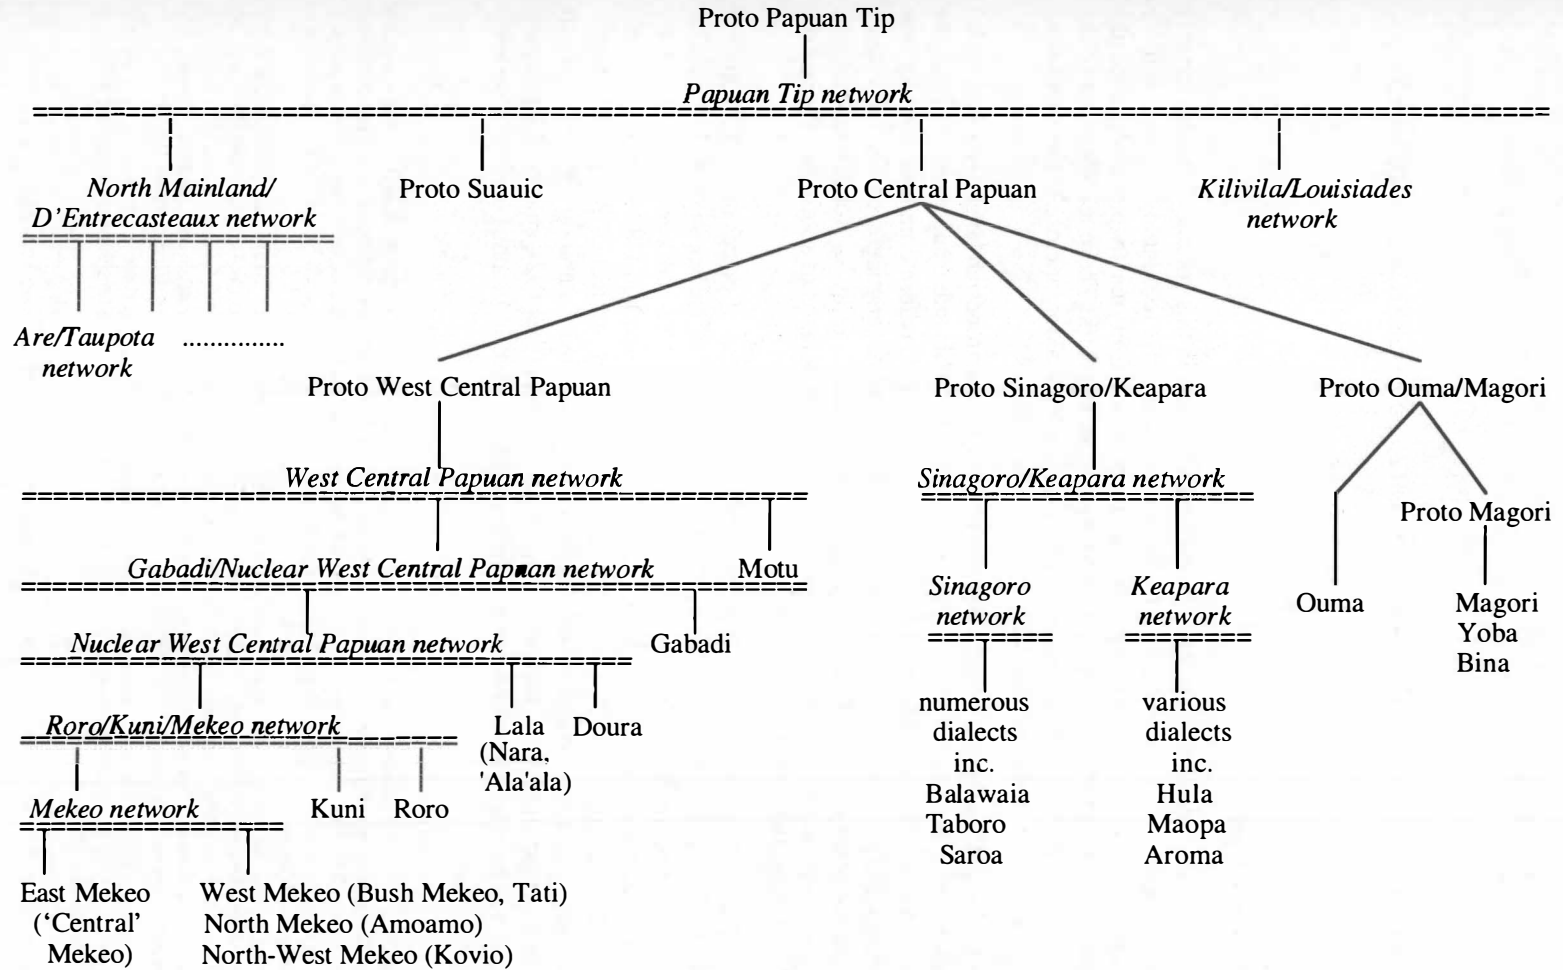 Proto Papuan Tip
Papuan Tip network
North Mainland/
D'Entrecasteaux network
Proto Suauic
Proto Central Papuan
Kilivila/Louisiades
network
Are/Taupota
network
...............
Proto West Central Papuan
Proto Sinagoro/Keapara
Proto Ouma/Magori
West Central Papuan network
Sinagoro/Keapara network
Proto Magori
Gabadi/Nuclear West Central Papuan network
Motu
Sinagoro
network
Keapara
network
Ouma
Magori
Yoba
Bina
Nuclear West Central Papuan network
Gabadi
Roro/Kuni/Mekeo network
Lala
(Nara,
'Ala'ala)
Doura
numerous
dialects
inc.
Balawaia
Taboro
Saroa
various
dialects
inc.
Hula
Maopa
Aroma
Mekeo network
Kuni
Roro
East Mekeo
(‘Central’
Mekeo)
West Mekeo (Bush Mekeo, Tati)
North Mekeo (Amoamo)
North-West Mekeo (Kovio)